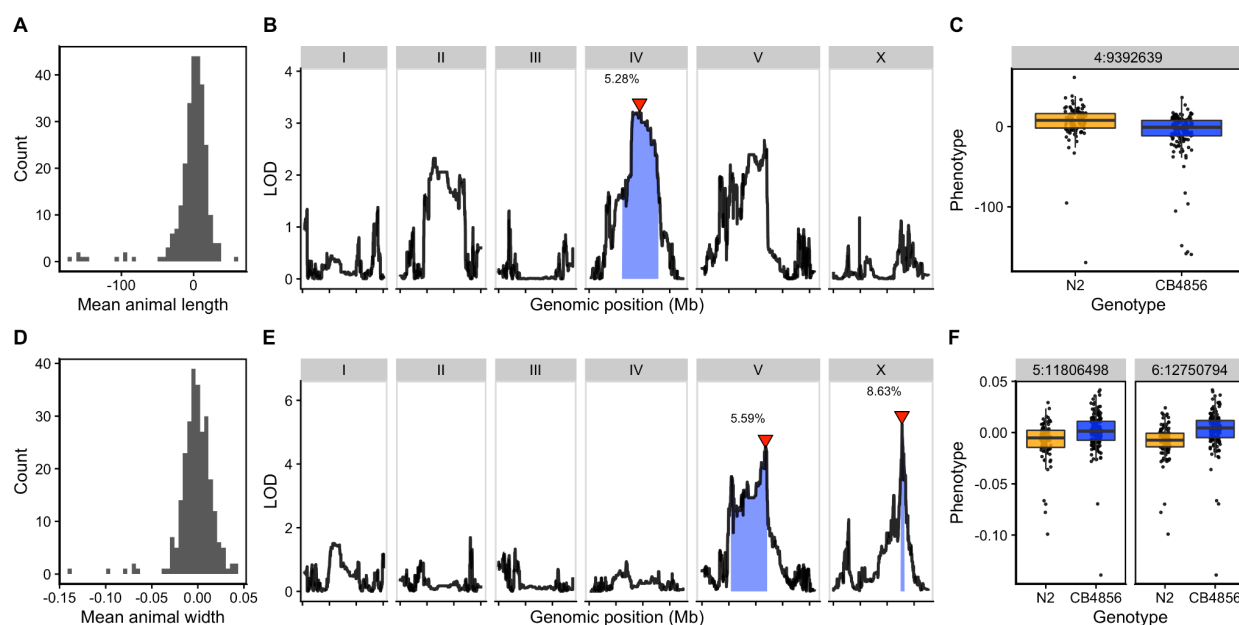 A
B
C
I II III IV V X
4:9392639
5.28%
40
30
20
10
0
Count
-100 0
Mean animal length
4
3
2
1
0
LOD
Genomic position (Mb)
0
-100
Phenotype
N2 CB4856
Genotype
D
E
F
I II III IV V X
5:11806498 6:12750794
5.59%
8.63%
40
30
20
10
0
Count
-0.15 -0.10 -0.05 0.00 0.05
Mean animal width
6
4
2
0
LOD
Genomic position (Mb)
0.05
0.00
-0.05
-0.10
Phenotype
N2 CB4856 N2 CB4856
Genotype